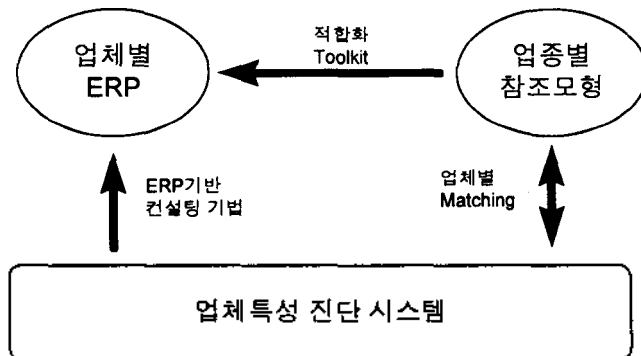 업체별
ERP
적합화
Toolkit
업종별
참조모형
ERP기반
컨설팅 기법
업체별
Matching
업체특성 진단 시스템